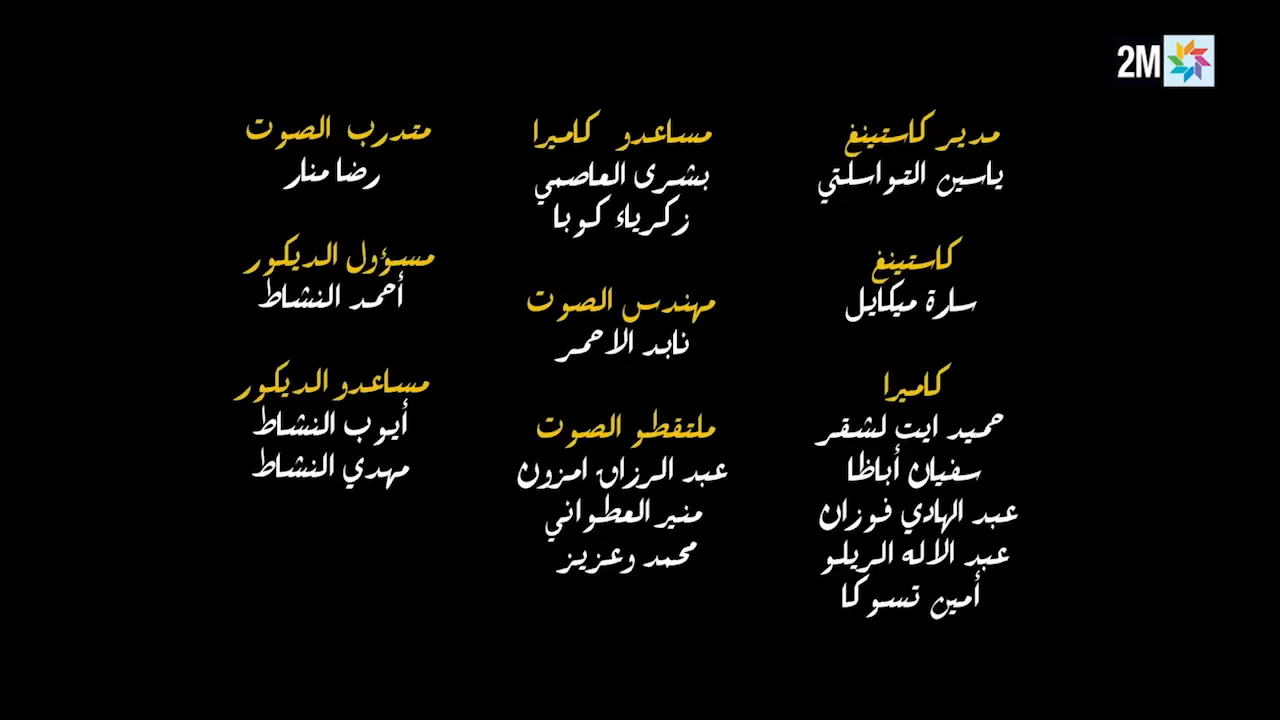 2M
مدير كاستينغ
ياسين التواسلتي
كاستينغ
سارة ميكايل
كاميرا
حميد ايت لشقر
سفيان أباظا
عبد الهادي فوزان
عبد الاله الريلو
أمين تسوكا
مساعدو كاميرا
بشرى العاصمي
زكرياء كوبا
مهندس الصوت
نابد الاحمر
ملتقطو الصوت
عبد الرزاق امزون
منير العطواني
محمد وعزيز
متدرب الصوت
رضا منار
مسؤول الديكور
أحمد النشاط
مساعدو الديكور
أيوب النشاط
مهدي النشاط